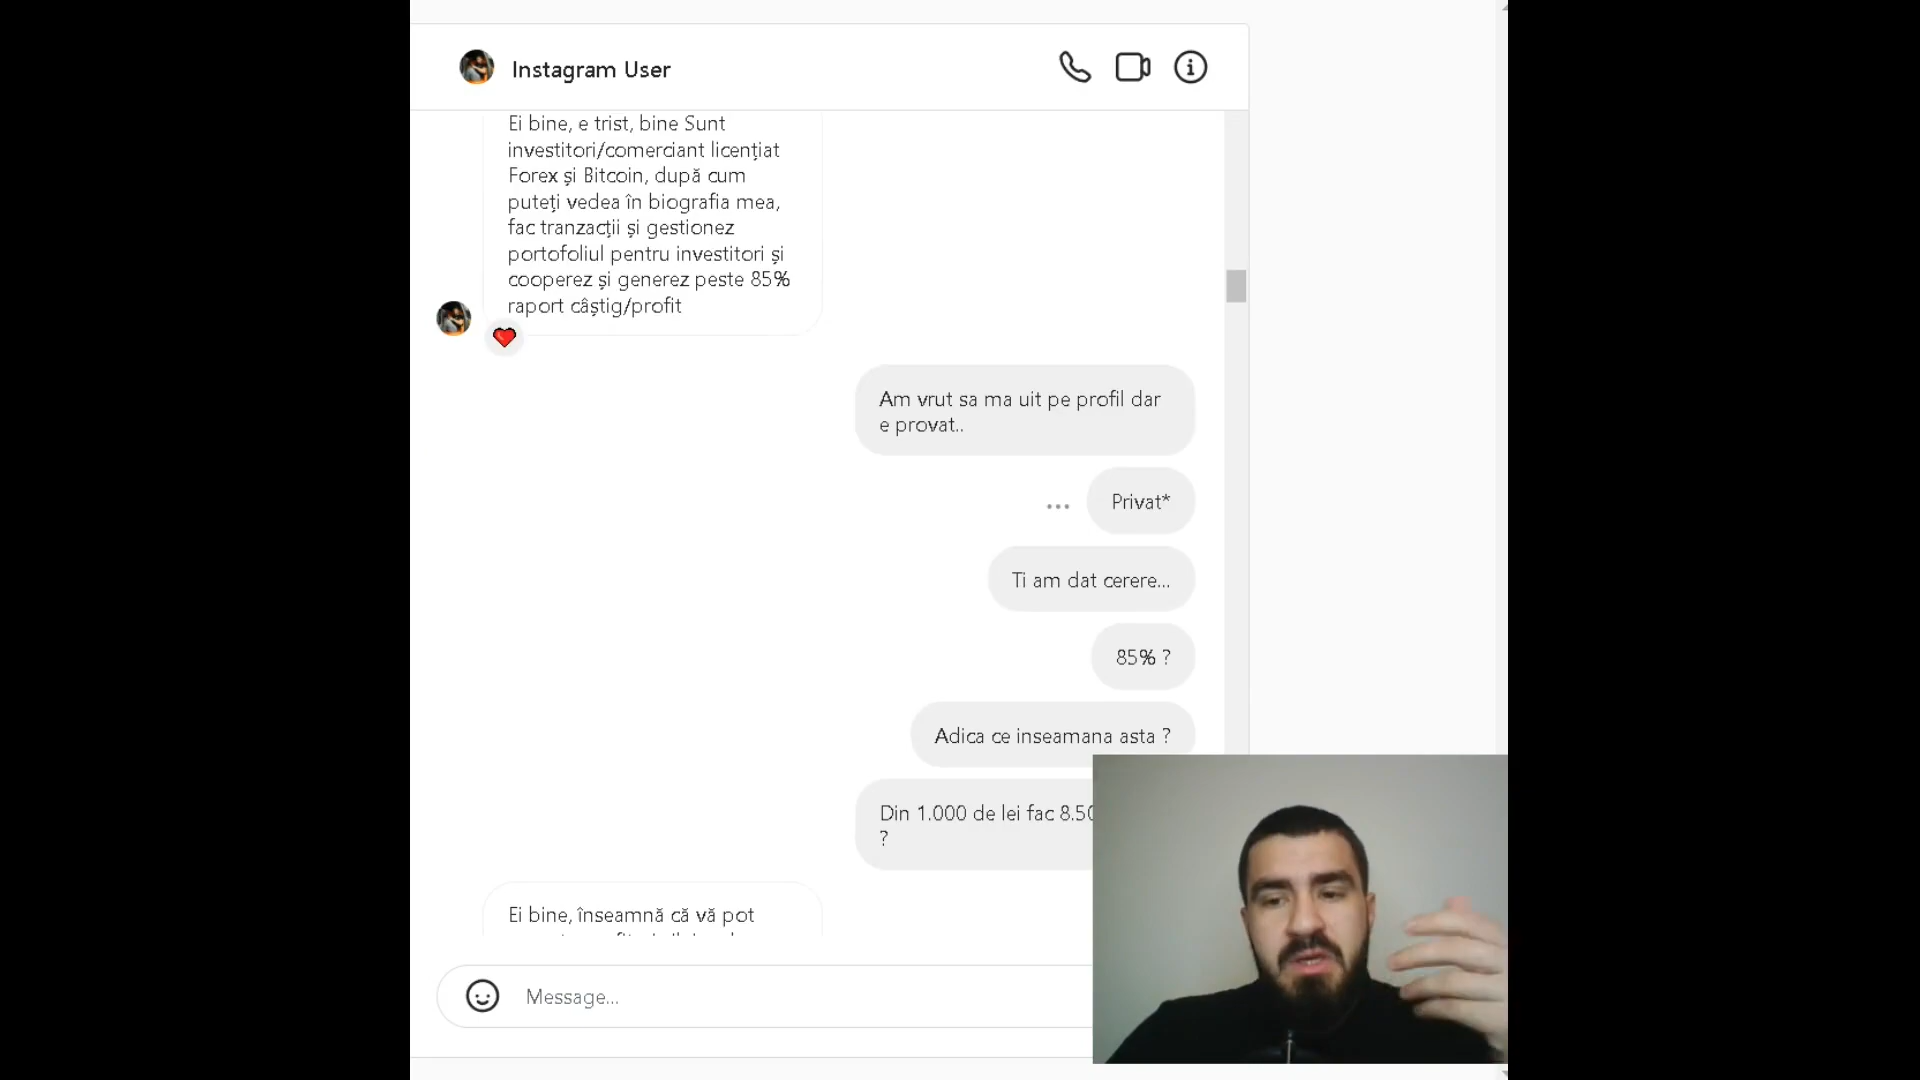 Instagram User
Ei bine, e trist, bine Sunt
investitori/comerciant licențiat
Forex și Bitcoin, după cum
puteți vedea în biografia mea,
fac tranzacții și gestionez
portofoliul pentru investitori și
cooperez și generez peste 85%
raport câștig/profit
Am vrut sa ma uit pe profil dar
e provat..
Privat*
Ti am dat cerere...
85% ?
Adica ce inseamana asta ?
Din 1.000 de lei fac
?
Ei bine, înseamnă că vă pot
Message...